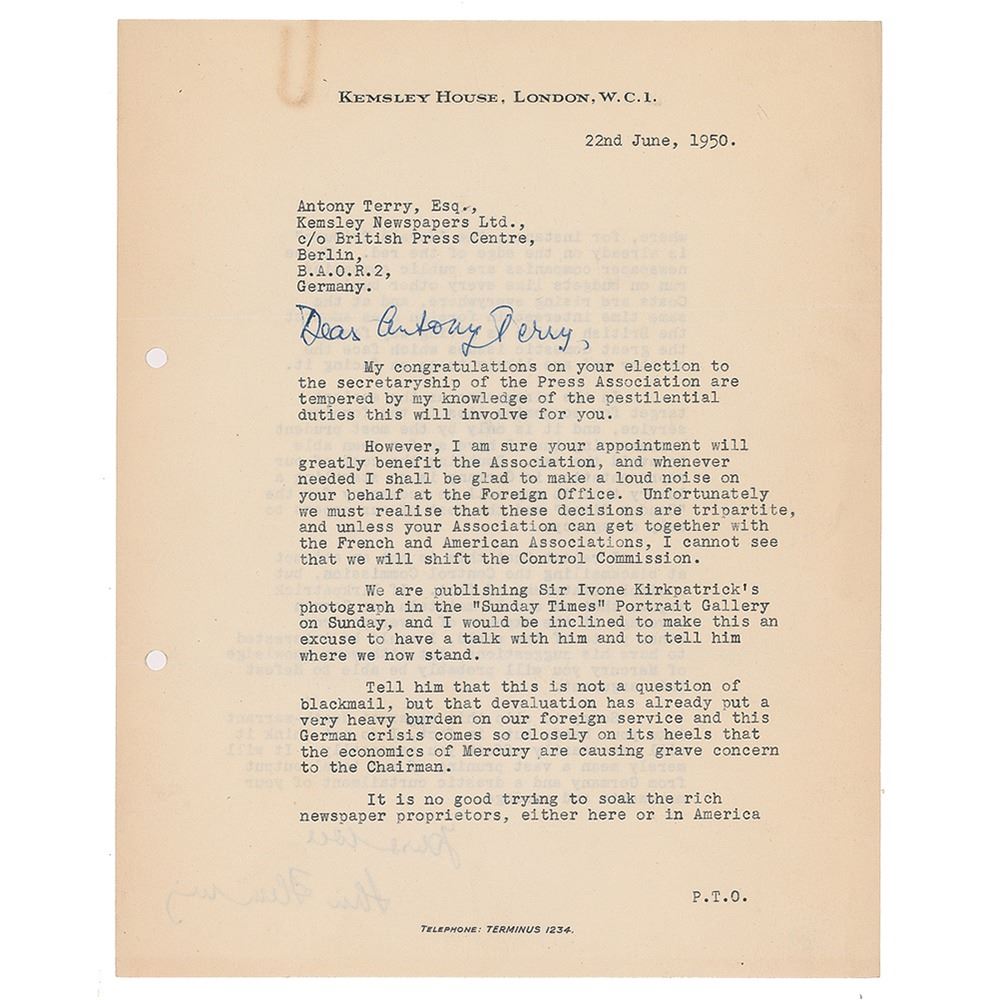 KEMSLEY HOUSE, LONDON, W.C.1.
22nd June, 1950.
Antony Terry, Esq.,
Kemsley Newspapers Ltd.,
c/o British Press Centre,
Berlin,
B.A.O.R.2,
Germany.
Dear Antony Terry,
My congratulations on your election to
the secretaryship of the Press Association are
tempered by my knowledge of the pestilential
duties this will involve for you.
However, I am sure your appointment will
greatly benefit the Association, and whenever
needed I shall be glad to make a loud noise on
your behalf at the Foreign Office. Unfortunately
we must realise that these decisions are tripartite,
and unless your Association can get together with
the French and American Associations, I cannot see
that we will shift the Control Commission.
We are publishing Sir Ivone Kirkpatrick's
photograph in the "Sunday Times" Portrait Gallery
on Sunday, and I would be inclined to make this an
excuse to have a talk with him and to tell him
where we now stand.
Tell him that this is not a question of
blackmail, but that devaluation has already put a
very heavy burden on our foreign service and this
German crisis comes so closely on its heels that
the economics of Mercury are causing grave concern
to the Chairman.
It is no good trying to soak the rich
newspaper proprietors, either here or in America
P.T.O.
TELEPHONE: TERMINUS 1234.